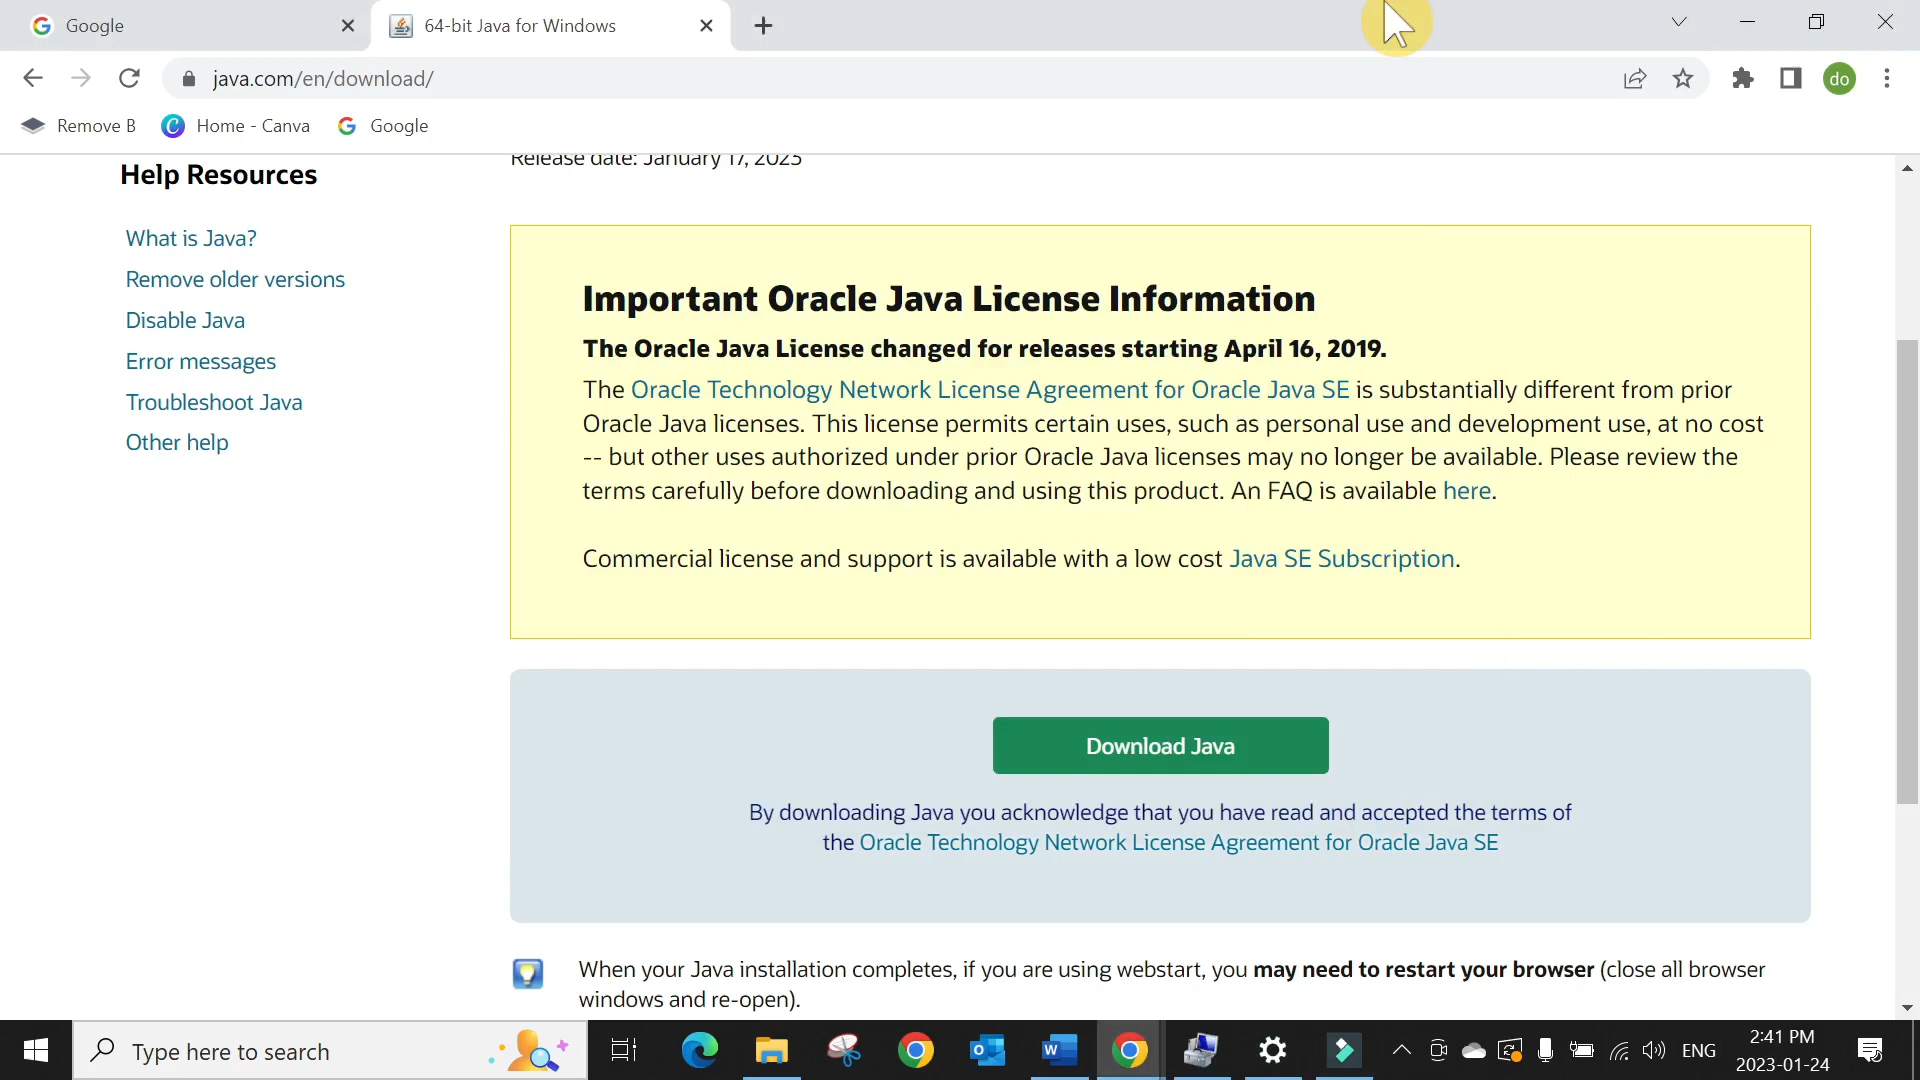 Google
64-bit Java for Windows
java.com/en/download/
do
Remove B
Home - Canva
Google
Release date: January 17, 2023
Help Resources
What is Java?
Remove older versions
Disable Java
Error messages
Troubleshoot Java
Other help
Important Oracle Java License Information
The Oracle Java License changed for releases starting April 16, 2019.
The Oracle Technology Network License Agreement for Oracle Java SE is substantially different from prior
Oracle Java licenses. This license permits certain uses, such as personal use and development use, at no cost
-- but other uses authorized under prior Oracle Java licenses may no longer be available. Please review the
terms carefully before downloading and using this product. An FAQ is available here.
Commercial license and support is available with a low cost Java SE Subscription.
Download Java
By downloading Java you acknowledge that you have read and accepted the terms of
the Oracle Technology Network License Agreement for Oracle Java SE
When your Java installation completes, if you are using webstart, you may need to restart your browser (close all browser
windows and re-open).
Type here to search
ENG
2:41 PM
2023-01-24